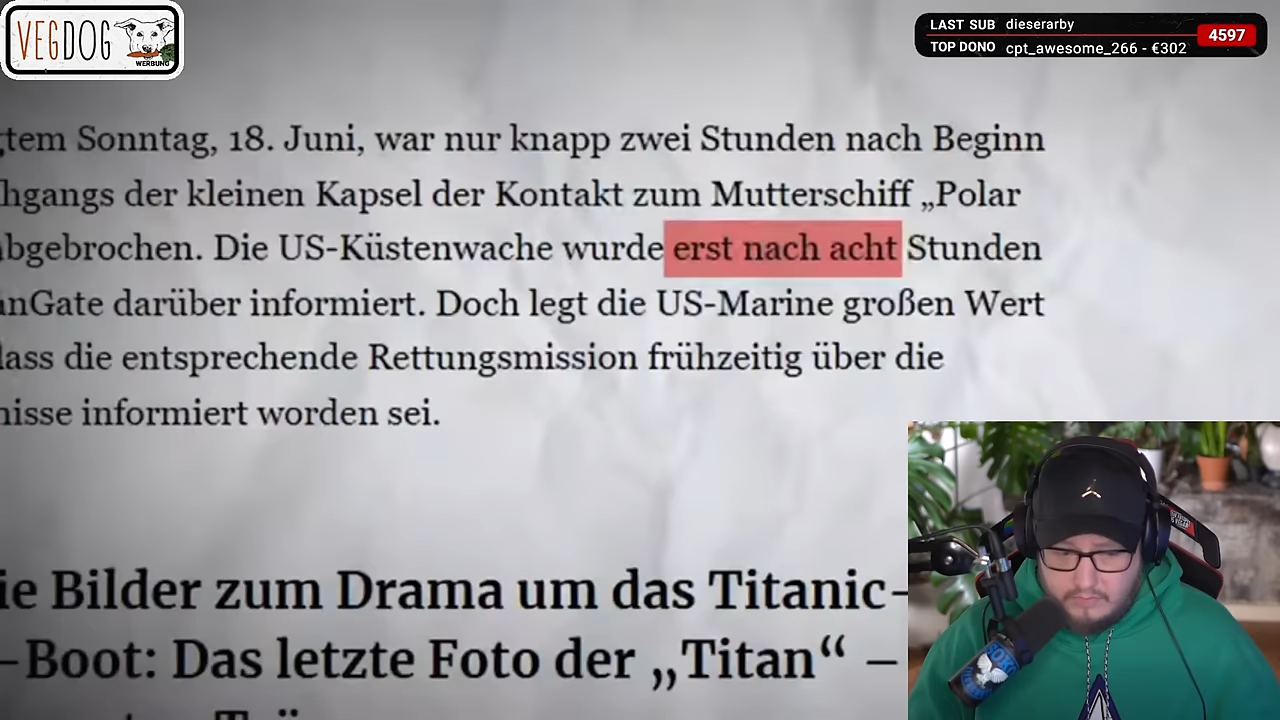 VEGDOG
WERBUNG
LAST SUB dieserarby
TOP DONO cpt_awesome_266 - €302
4597
tem Sonntag, 18. Juni, war nur knapp zwei Stunden nach Beginn
hgangs der kleinen Kapsel der Kontakt zum Mutterschiff „Polar
bgebrochen. Die US-Küstenwache wurde erst nach acht Stunden
nGate darüber informiert. Doch legt die US-Marine großen Wert
lass die entsprechende Rettungsmission frühzeitig über die
nisse informiert worden sei.
ie Bilder zum Drama um das Titanic-
-Boot: Das letzte Foto der „Titan“ –